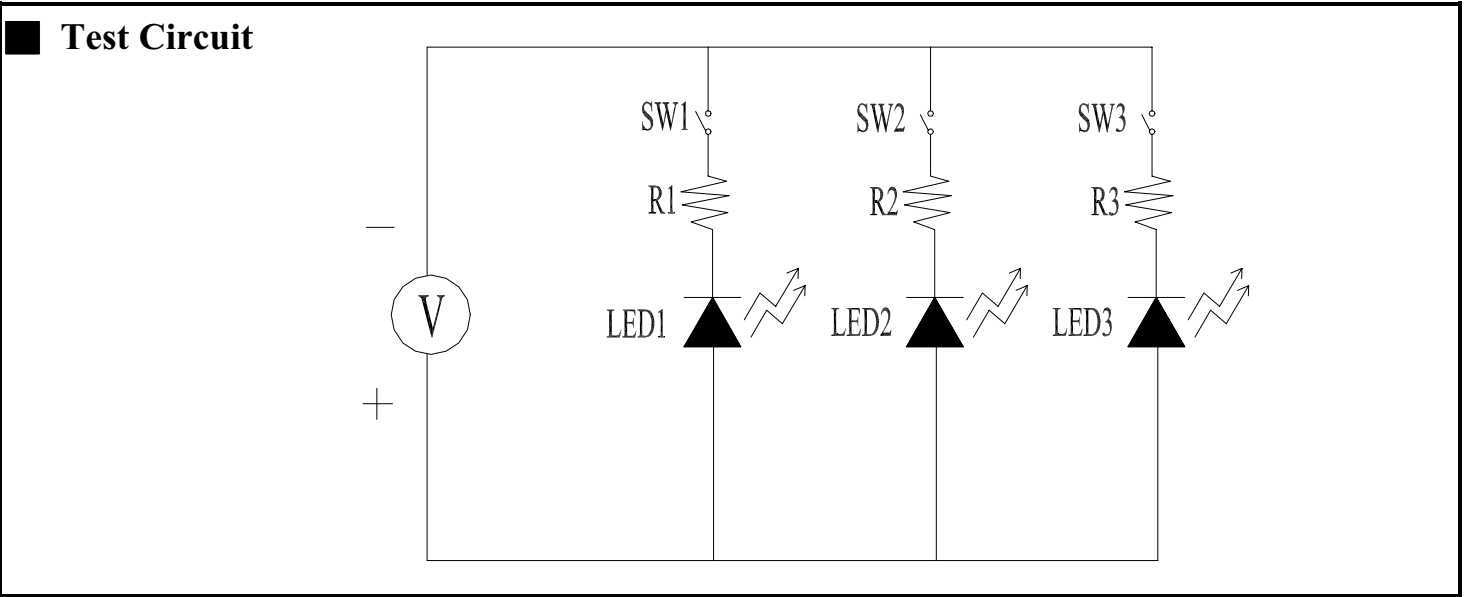 Test Circuit
SW1 SW2 SW3
R1 R2 R3
−
V
LED1 LED2 LED3
+